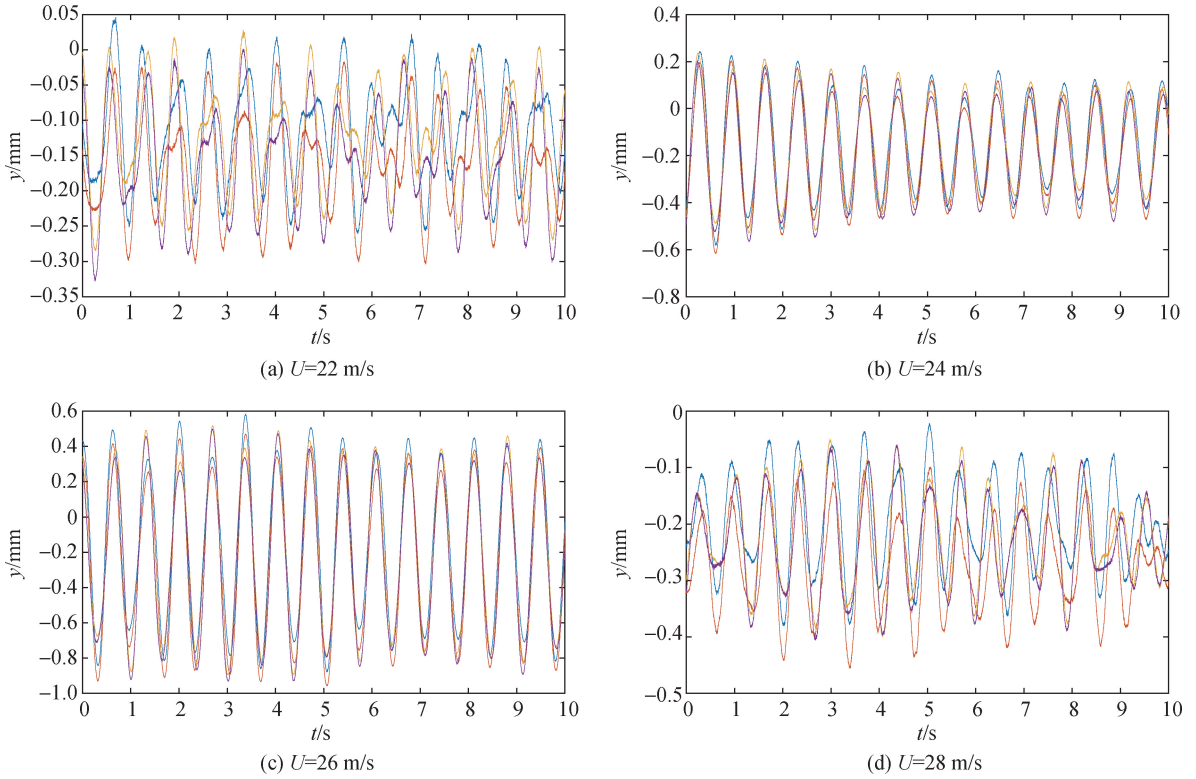 0.05
0
−0.05
−0.10
−0.15
−0.20
−0.25
−0.30
−0.35
y/mm
0 1 2 3 4 5 6 7 8 9 10
t/s
(a) U=22 m/s
0.4
0.2
0
−0.2
−0.4
−0.6
−0.8
y/mm
0 1 2 3 4 5 6 7 8 9 10
t/s
(b) U=24 m/s
0.6
0.4
0.2
0
−0.2
−0.4
−0.6
−0.8
−1.0
y/mm
0 1 2 3 4 5 6 7 8 9 10
t/s
(c) U=26 m/s
0
−0.1
−0.2
−0.3
−0.4
−0.5
y/mm
0 1 2 3 4 5 6 7 8 9 10
t/s
(d) U=28 m/s